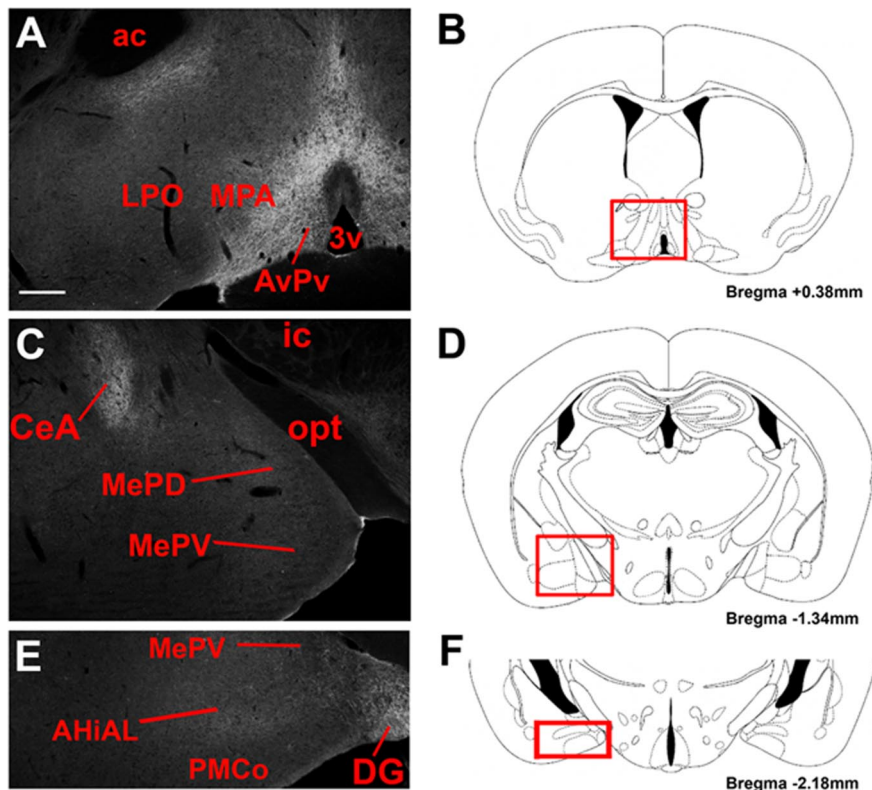 A
ac
LPO
MPA
3v
AvPv
B
Bregma +0.38mm
C
ic
CeA
opt
MePD
MePV
D
Bregma -1.34mm
E
MePV
AHiAL
PMCo
DG
F
Bregma -2.18mm